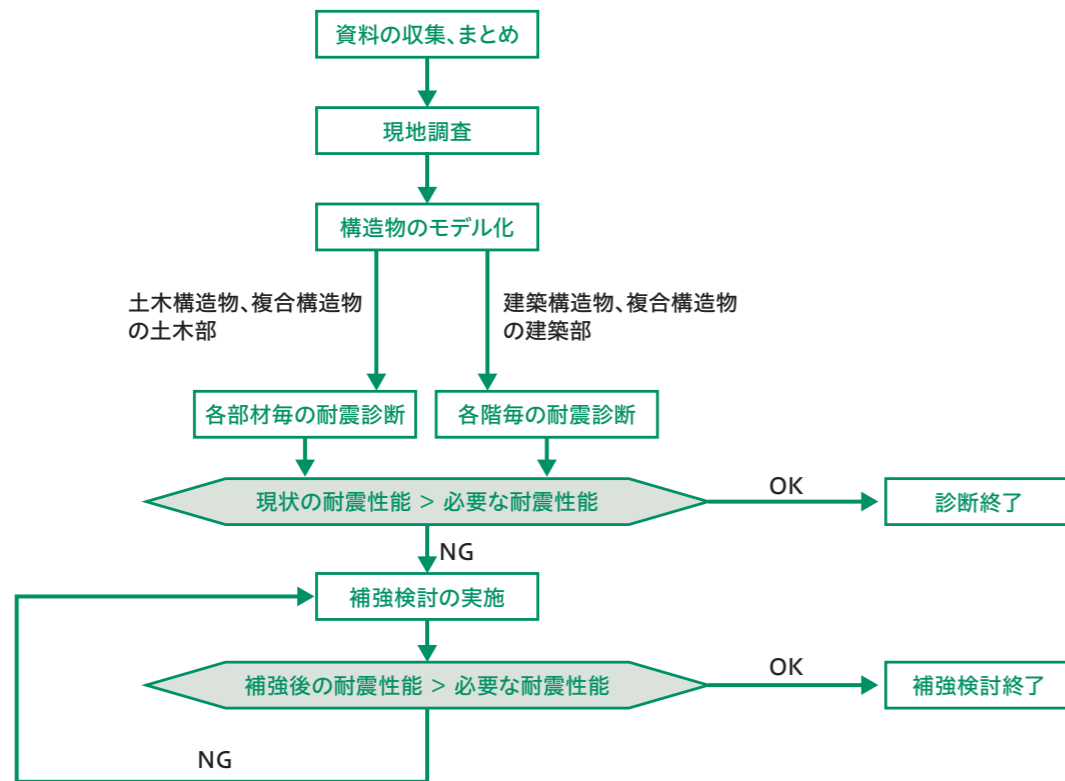 資料の収集、まとめ
現地調査
構造物のモデル化
土木構造物、複合構造物
の土木部
建築構造物、複合構造物
の建築部
各部材毎の耐震診断
各階毎の耐震診断
現状の耐震性能 > 必要な耐震性能
OK
診断終了
NG
補強検討の実施
補強後の耐震性能 > 必要な耐震性能
OK
補強検討終了
NG